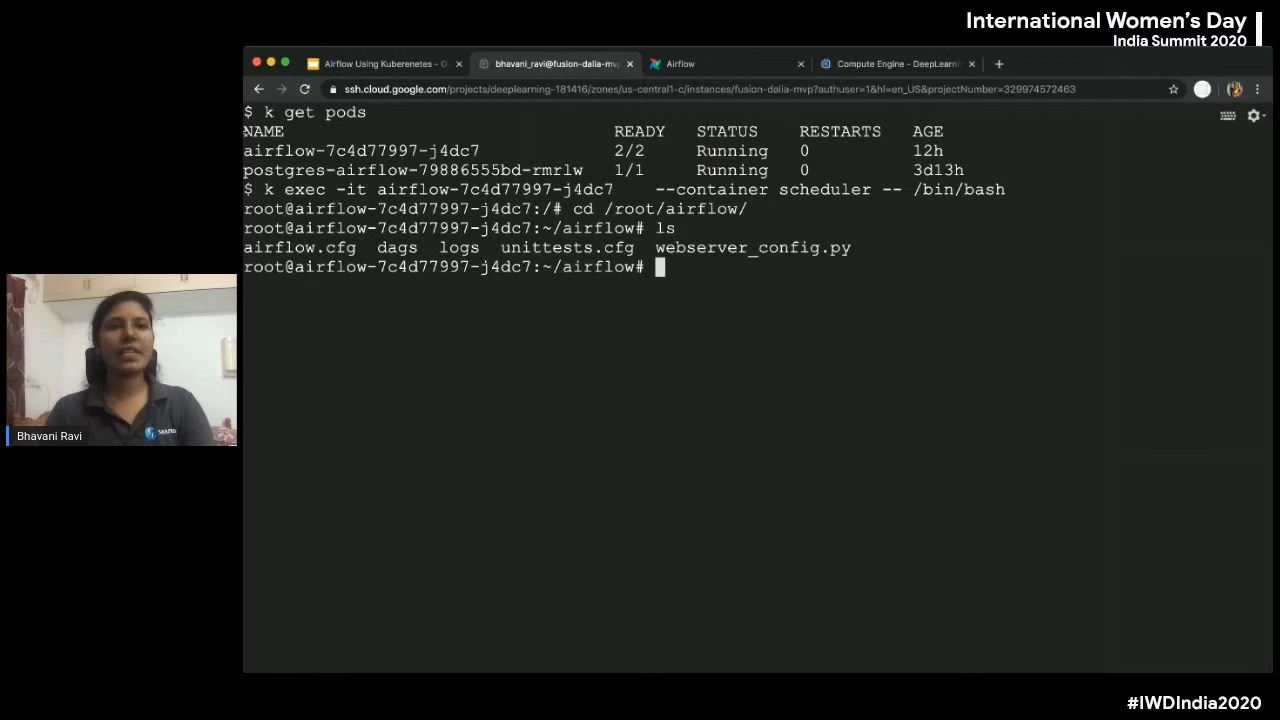 International Women's Day
India Summit 2020
Airflow Using Kuberenetes - D
bhavani_ravi@fusion-dalia-mvp
Airflow
Compute Engine - DeepLearni
ssh.cloud.google.com/projects/deeplearning-181416/zones/us-central1-c/instances/fusion-dalia-mvp?authuser=1&hl=en_US&projectNumber=329974572463
$ k get pods
NAME READY STATUS RESTARTS AGE
airflow-7c4d77997-j4dc7 2/2 Running 0 12h
postgres-airflow-79886555bd-rmrlw 1/1 Running 0 3d13h
$ k exec -it airflow-7c4d77997-j4dc7 --container scheduler -- /bin/bash
root@airflow-7c4d77997-j4dc7:/# cd /root/airflow/
root@airflow-7c4d77997-j4dc7:~/airflow# ls
airflow.cfg dags logs unittests.cfg webserver_config.py
root@airflow-7c4d77997-j4dc7:~/airflow#
Bhavani Ravi
#IWDIndia2020